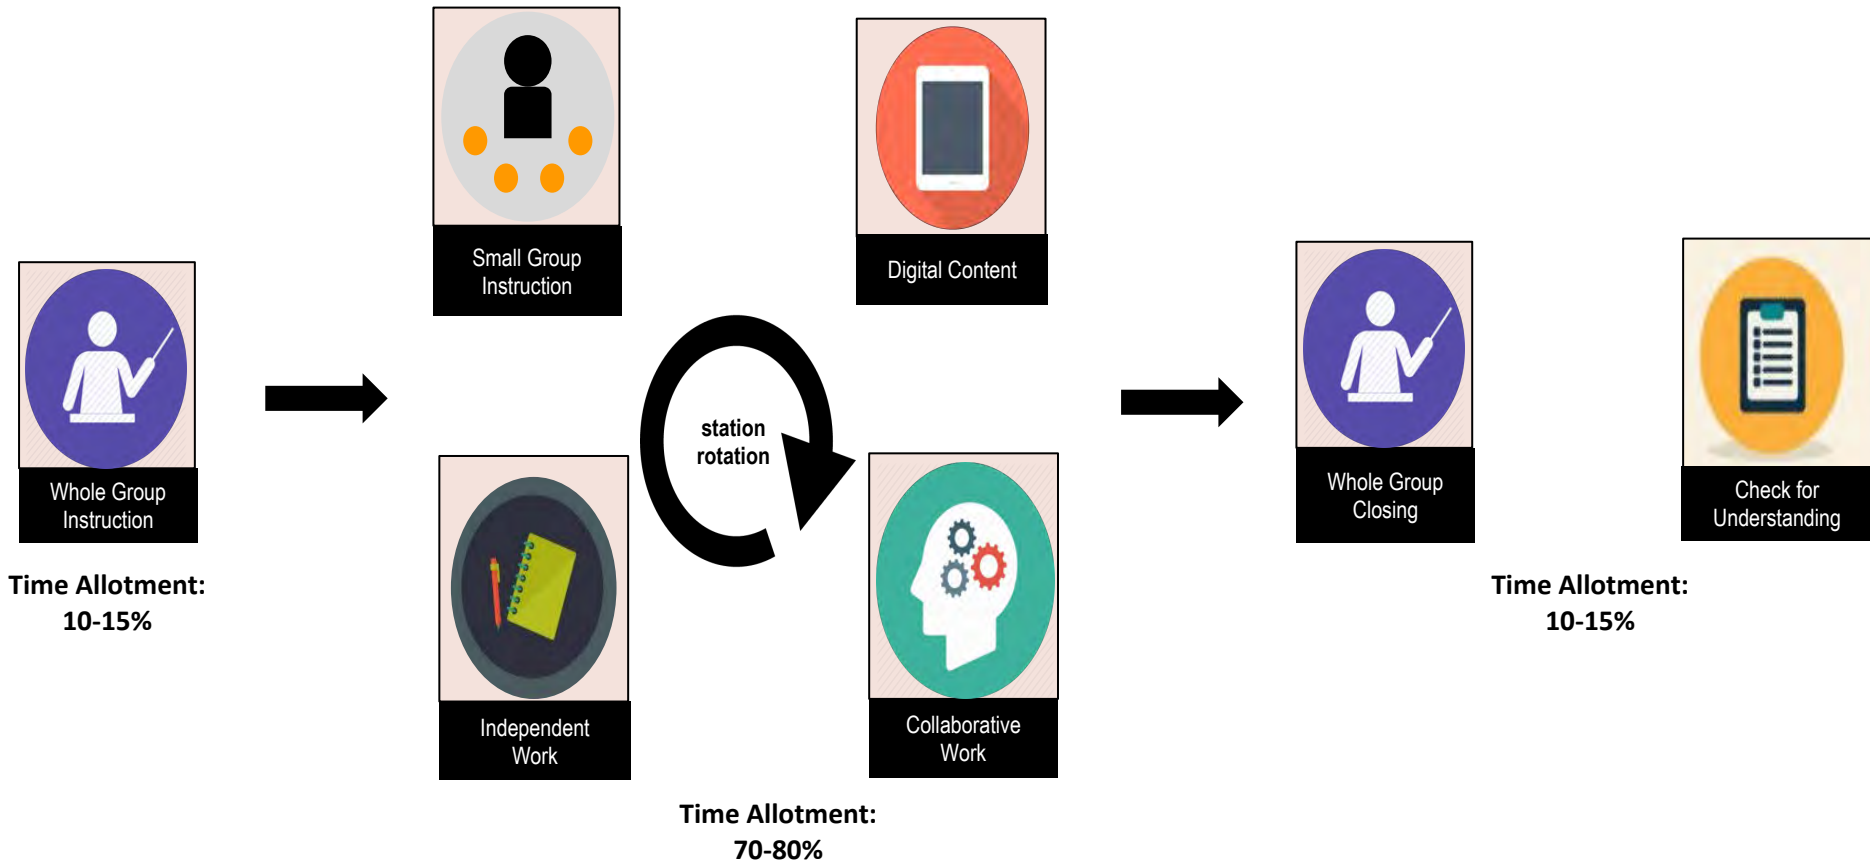 Small Group
Instruction
Digital Content
Whole Group
Instruction
Time Allotment:
10-15%
station
rotation
Independent
Work
Collaborative
Work
Time Allotment:
70-80%
Whole Group
Closing
Check for
Understanding
Time Allotment:
10-15%